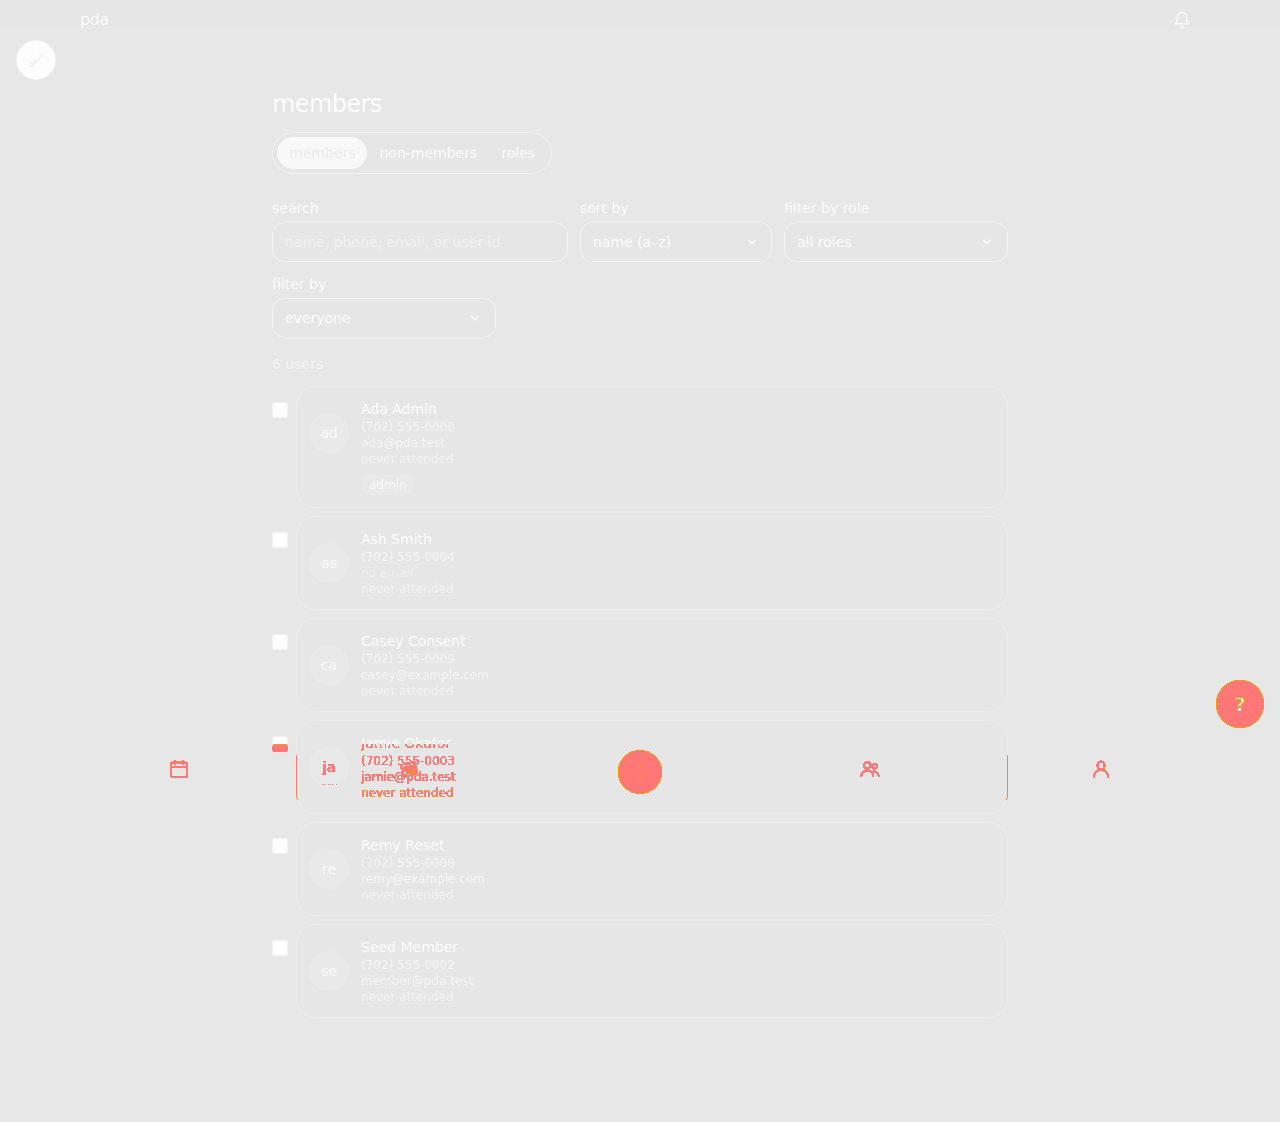 pda
members
members non-members roles
search sort by filter by role
name, phone, email, or user id name (a–z) all roles
filter by
everyone
6 users
ad
Ada Admin
(702) 555-0006
ada@pda.test
never attended
admin
as
Ash Smith
(702) 555-0004
no email
never attended
ca
Casey Consent
(702) 555-0009
casey@example.com
never attended
ja
Jamie Okafor
(702) 555-0003
jamie@pda.test
never attended
?
re
Remy Reset
(702) 555-0008
remy@example.com
never attended
se
Seed Member
(702) 555-0002
member@pda.test
never attended